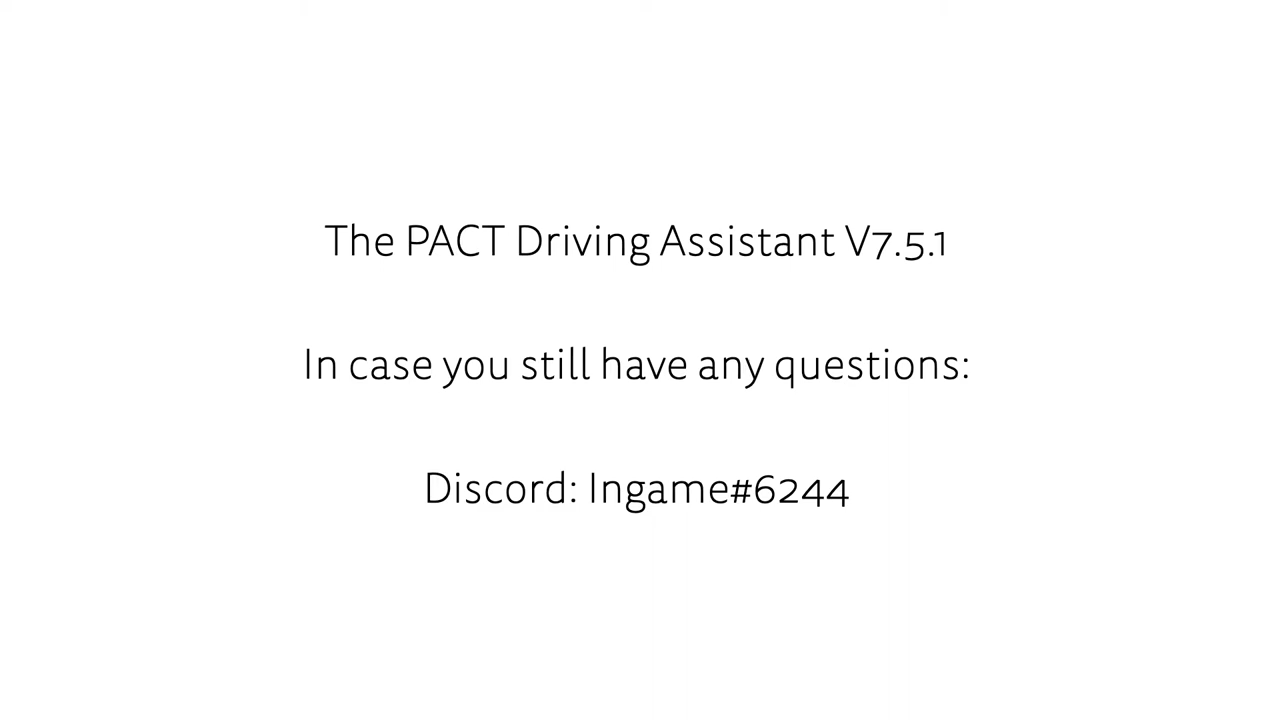 The PACT Driving Assistant V7.5.1
In case you still have any questions:
Discord: Ingame#6244